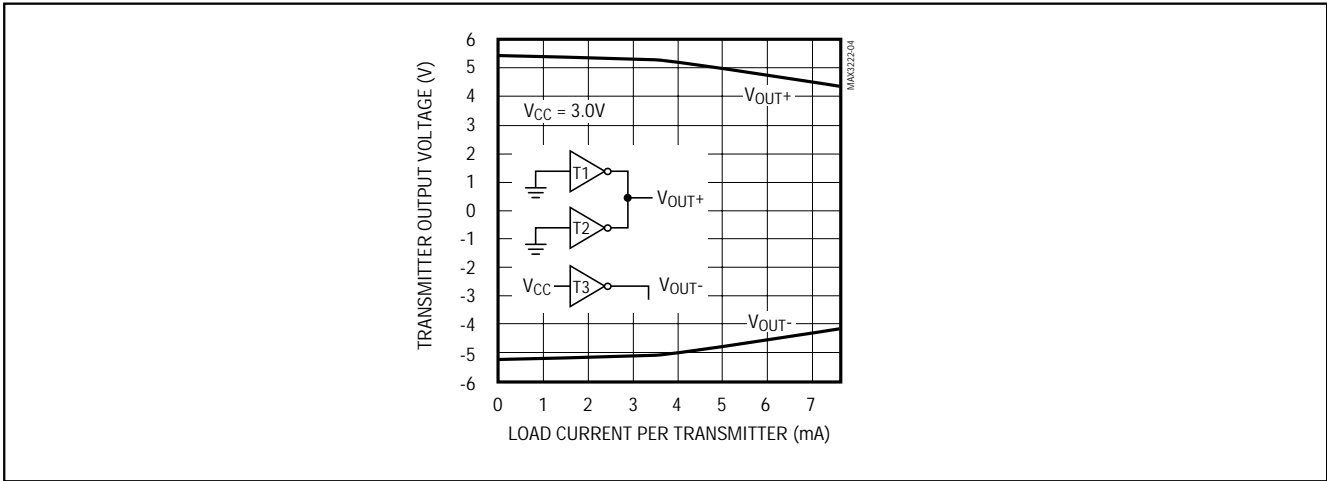 TRANSMITTER OUTPUT VOLTAGE (V)
6
5
4
3
2
1
0
-1
-2
-3
-4
-5
-6
MAX3222-04
VOUT+
VCC = 3.0V
T1
VOUT+
T2
VCC
T3
VOUT-
VOUT-
0 1 2 3 4 5 6 7
LOAD CURRENT PER TRANSMITTER (mA)